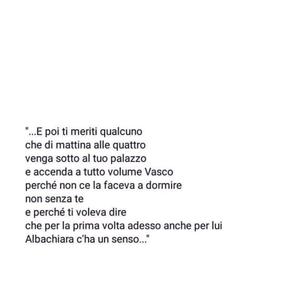 "...E poi ti meriti qualcuno
che di mattina alle quattro
venga sotto al tuo palazzo
e accenda a tutto volume Vasco
perché non ce la faceva a dormire
non senza te
e perché ti voleva dire
che per la prima volta adesso anche per lui
Albachiara c'ha un senso..."